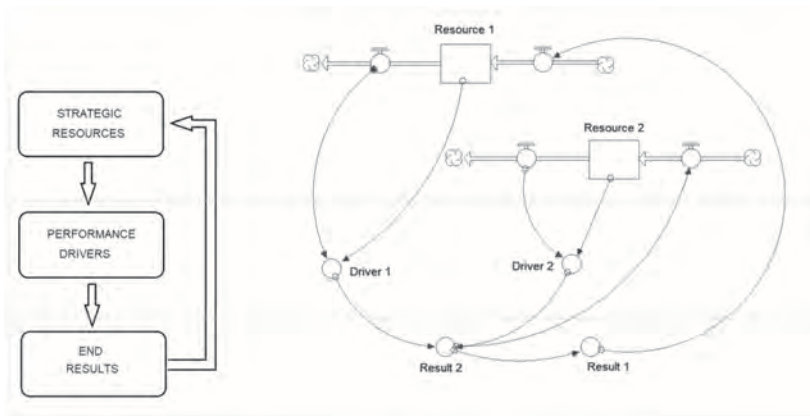 STRATEGIC
RESOURCES
PERFORMANCE
DRIVERS
END
RESULTS
Resource 1
Resource 2
Driver 1
Driver 2
Result 2
Result 1